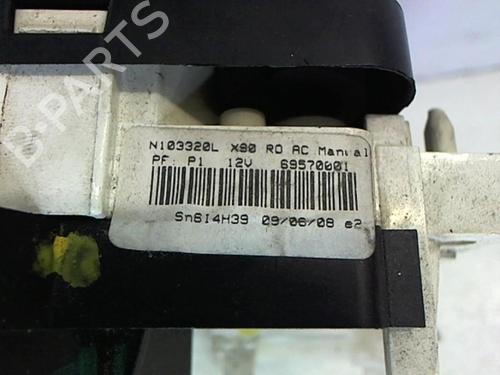 B-PARTS
N103320L X90 RO AC Manual
PF: P1 12V 69570001
Sn614H39 09/06/08 e2